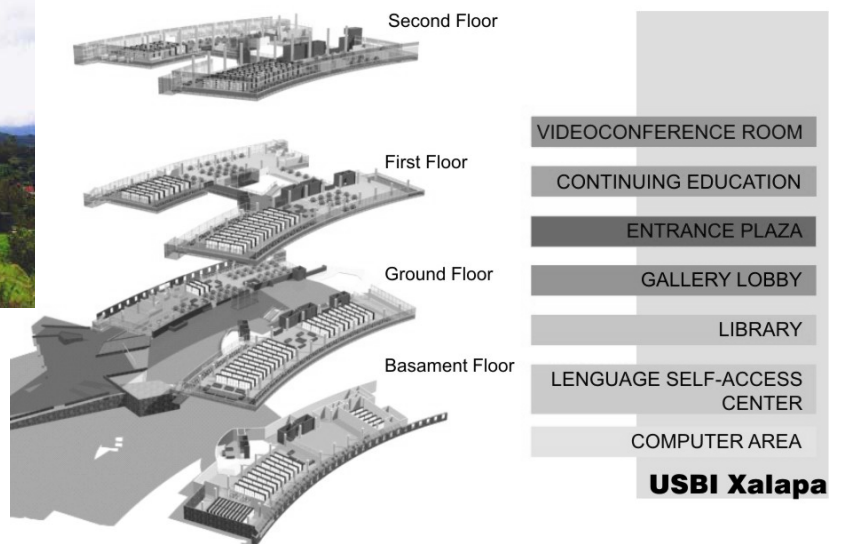 Second Floor
First Floor
Ground Floor
Basament Floor
VIDEOCONFERENCE ROOM
CONTINUING EDUCATION
ENTRANCE PLAZA
GALLERY LOBBY
LIBRARY
LENGUAGE SELF-ACCESS
CENTER
COMPUTER AREA
USBI Xalapa